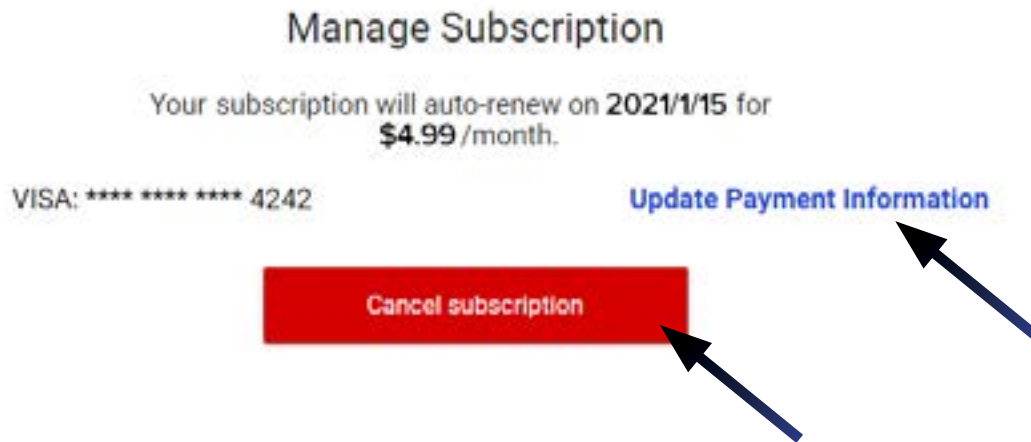 Manage Subscription
Your subscription will auto-renew on 2021/1/15 for
$4.99/month.
VISA: **** **** **** 4242
Update Payment Information
Cancel subscription